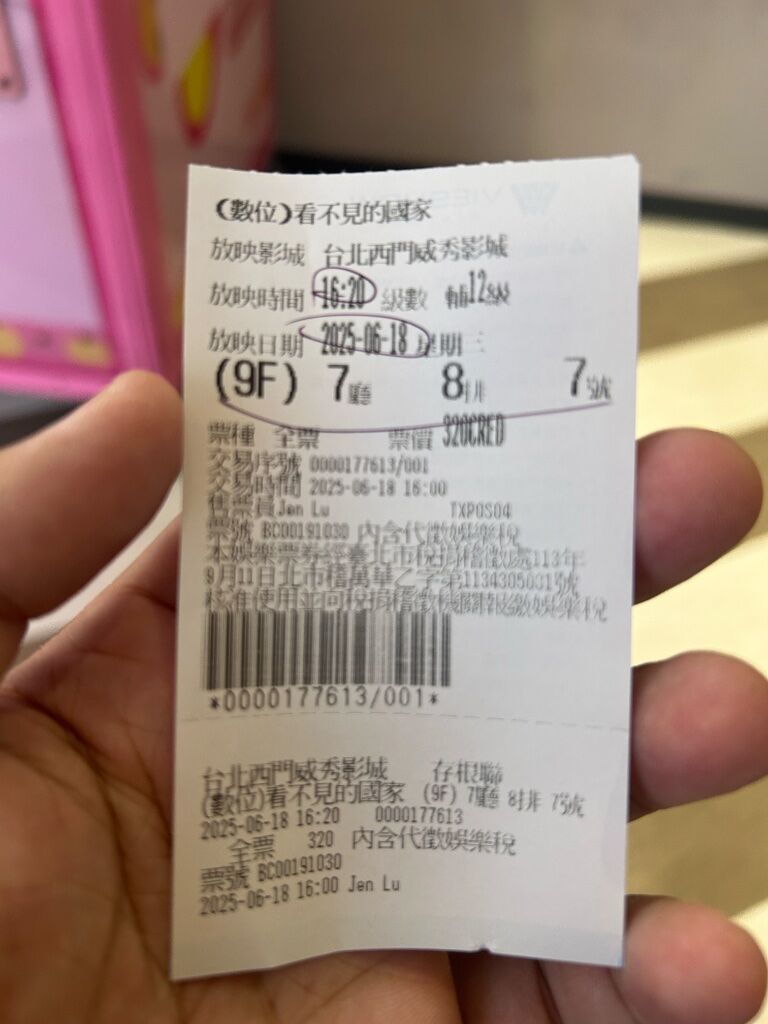 (數位)看不見的國家
放映影城 台北西門威秀影城
放映時間 16:20 級數 輔12級
放映日期 2025-06-18 星期三
(9F) 7廳 8排 7號
票種 全票 票價 320CRED
交易序號 0000177613/001
交易時間 2025-06-18 16:00
售票員Jen Lu TXPOS04
票號 BC00191030 內含代徵娛樂稅
本娛樂票券經臺北市稅捐稽徵處113年
9月11日北市稽萬華乙字第1134305031號
核准使用並向稅捐稽徵機關報繳娛樂稅
*0000177613/001*
台北西門威秀影城 存根聯
(數位)看不見的國家 (9F) 7廳 8排 7號
2025-06-18 16:20 0000177613
全票 320 內含代徵娛樂稅
票號 BC00191030
2025-06-18 16:00 Jen Lu